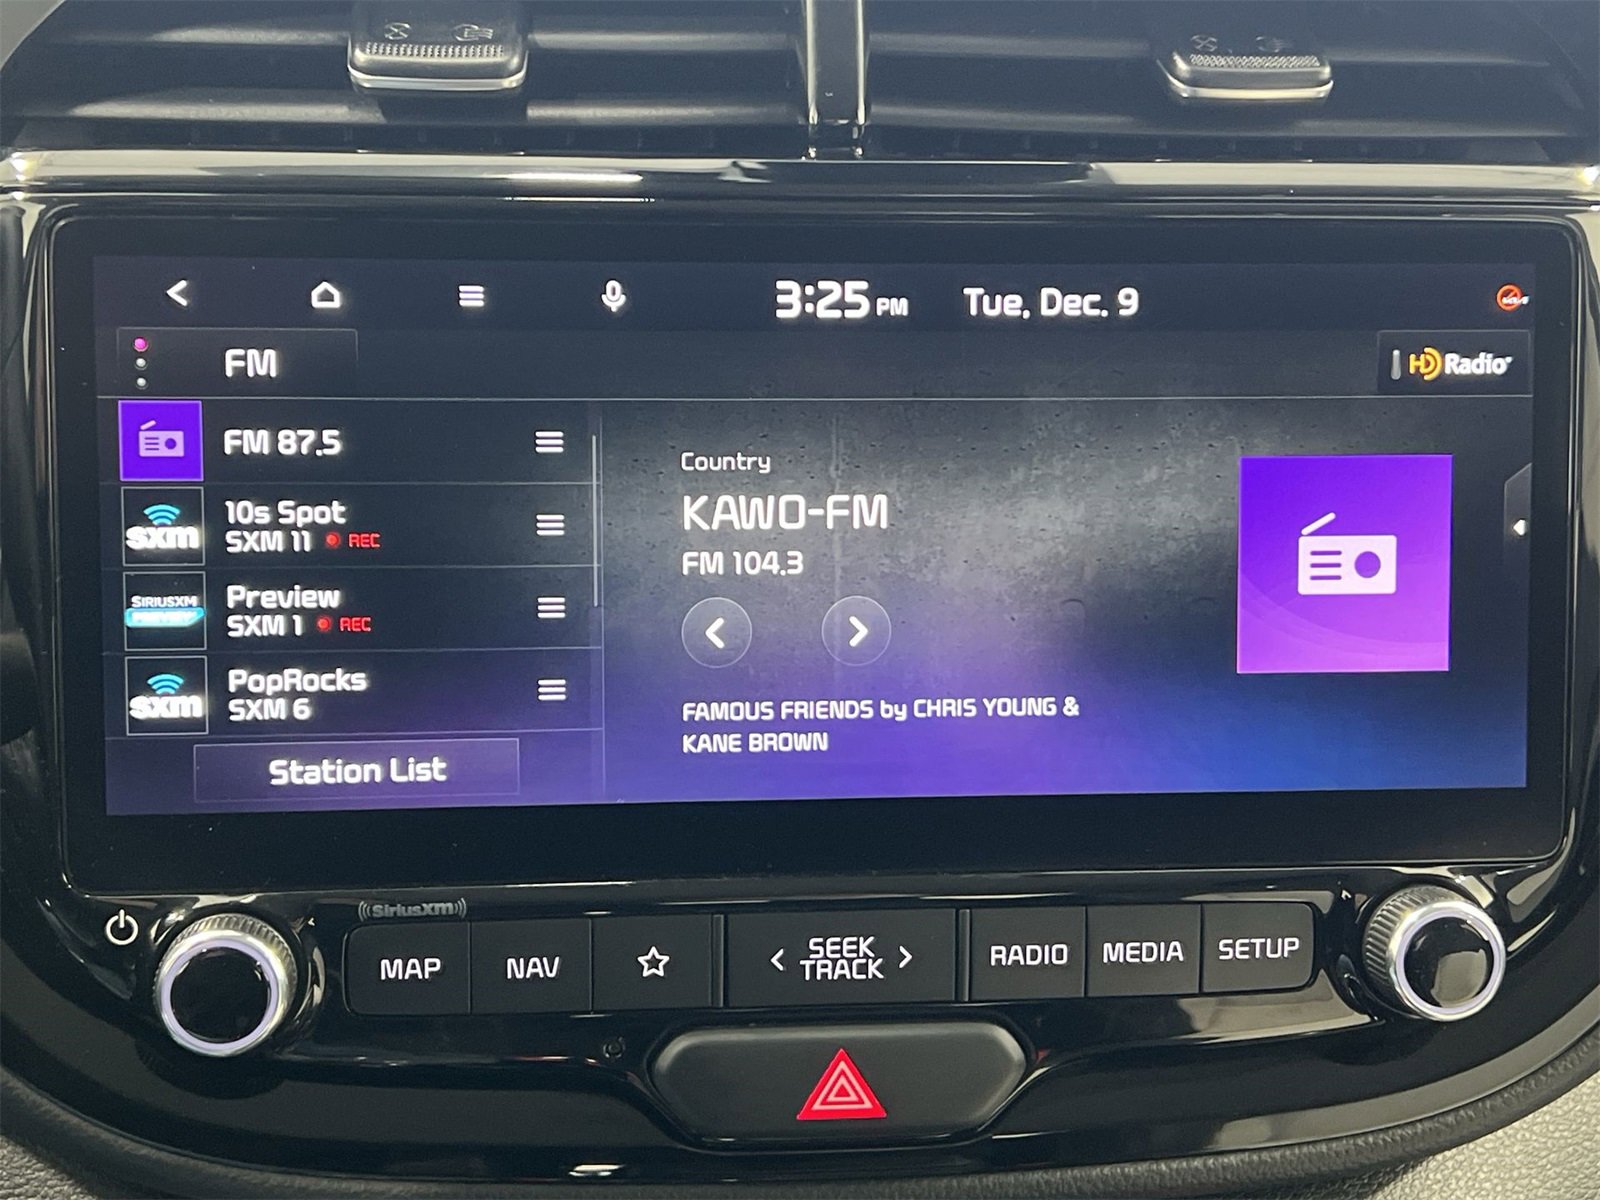 3:25 PM Tue, Dec. 9
FM
HD Radio
FM 87.5
sxm
10s Spot
SXM 11 REC
SIRIUSXM
PREVIEW
Preview
SXM 1 REC
sxm
PopRocks
SXM 6
Station List
Country
KAWO-FM
FM 104.3
FAMOUS FRIENDS by CHRIS YOUNG &
KANE BROWN
SiriusXM
MAP
NAV
SEEK
TRACK
RADIO
MEDIA
SETUP